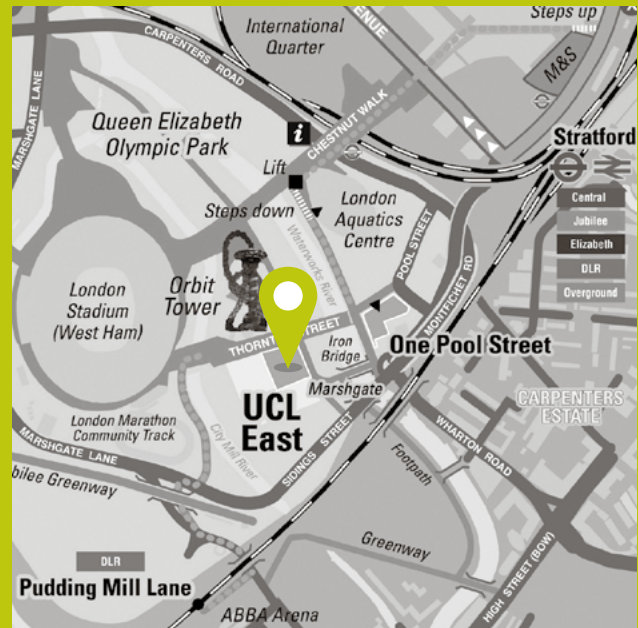 Steps up
International
Quarter
VENUE
CARPENTERS ROAD
M&S
MARSHGATE LANE
Queen Elizabeth
Olympic Park
i
CHESTNUT WALK
Stratford
Lift
Central
Jubilee
Elizabeth
DLR
Overground
Steps down
London
Aquatics
Centre
Waterworks River
POOL STREET
MONTFICHET RD
Orbit
Tower
London
Stadium
(West Ham)
THORNT STREET
Iron
Bridge
One Pool Street
Marshgate
UCL
East
CARPENTERS
ESTATE
London Marathon
Community Track
City Mill River
SIDINGS STREET
WHARTON ROAD
MARSHGATE LANE
Footpath
bilee Greenway
Greenway
HIGH STREET (BOW)
DLR
Pudding Mill Lane
ABBA Arena